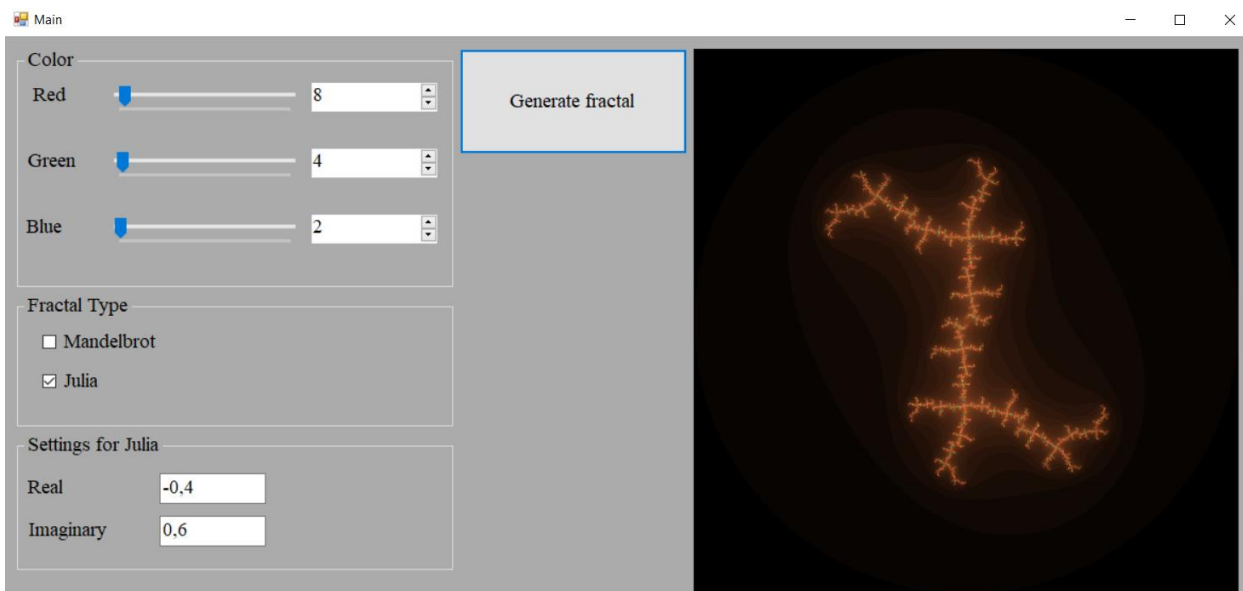 Main
Color
Red
8
Green
4
Blue
2
Generate fractal
Fractal Type
Mandelbrot
Julia
Settings for Julia
Real
-0,4
Imaginary
0,6